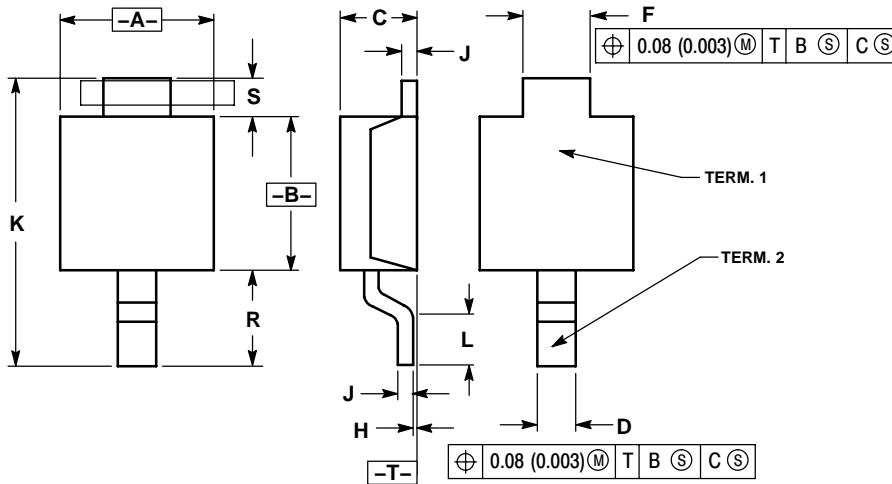 –A–
C
F
⌖ 0.08 (0.003) Ⓜ T B Ⓢ C Ⓢ
J
S
TERM. 1
K
–B–
TERM. 2
R
L
J
H
D
⌖ 0.08 (0.003) Ⓜ T B Ⓢ C Ⓢ
–T–